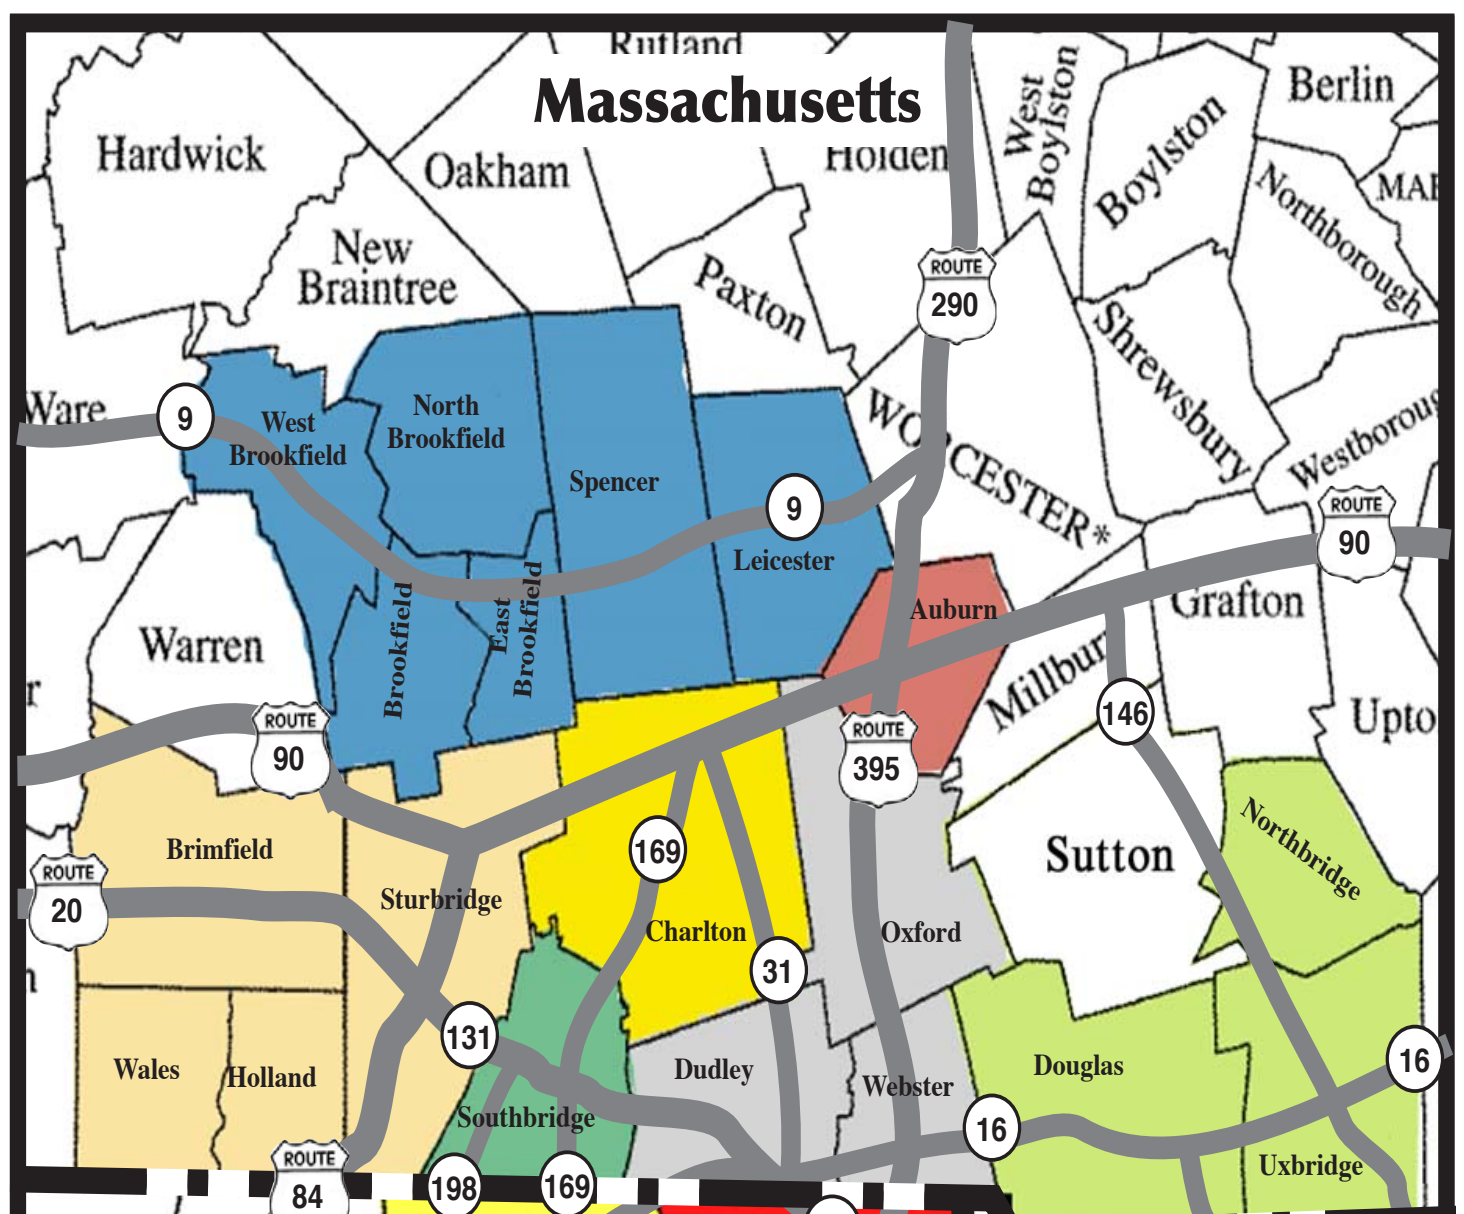 Rutland
Massachusetts
Hardwick
Oakham
Holden
West
Boylston
Boylston
Berlin
Northborough
New
Braintree
Paxton
ROUTE
290
Shrewsbury
Ware
9
West
Brookfield
North
Brookfield
Spencer
9
Leicester
WORCESTER*
Westboroug
ROUTE
90
Warren
Brookfield
East
Brookfield
Auburn
Grafton
Millbur
r
ROUTE
90
ROUTE
395
146
Upto
Brimfield
169
Sutton
Northbridge
ROUTE
20
Sturbridge
Charlton
31
Oxford
131
Wales
Holland
Dudley
Webster
Douglas
16
Southbridge
16
Uxbridge
ROUTE
84
198
169